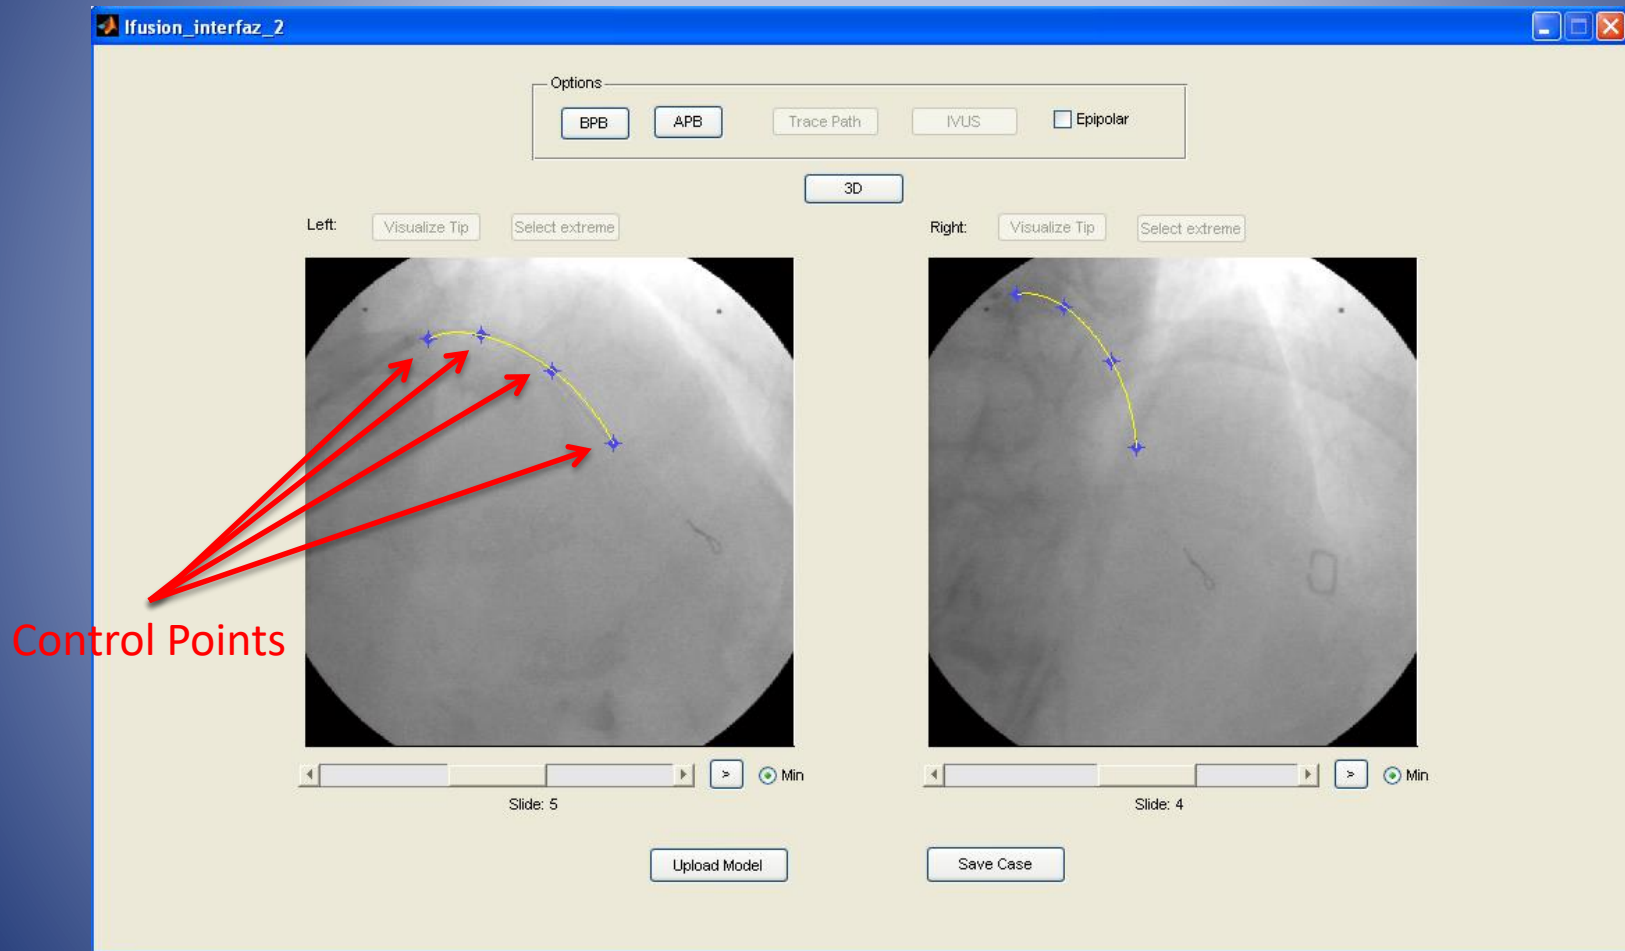 Ifusion_interfaz_2
Options
BPB APB Trace Path IVUS Epipolar
3D
Left: Visualize Tip Select extreme
Right: Visualize Tip Select extreme
Control Points
> Min
> Min
Slide: 5
Slide: 4
Upload Model
Save Case